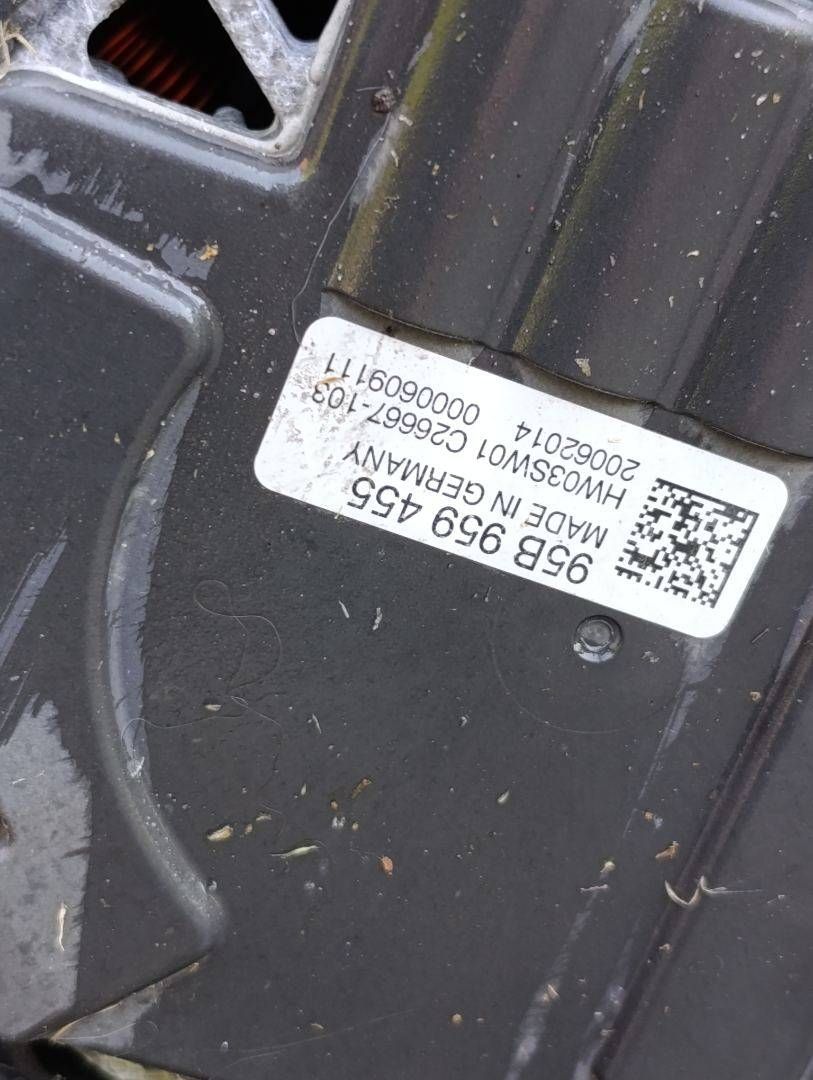 95B 959 455
MADE IN GERMANY
HW03SW01 C26667-103
20062014 0000609111